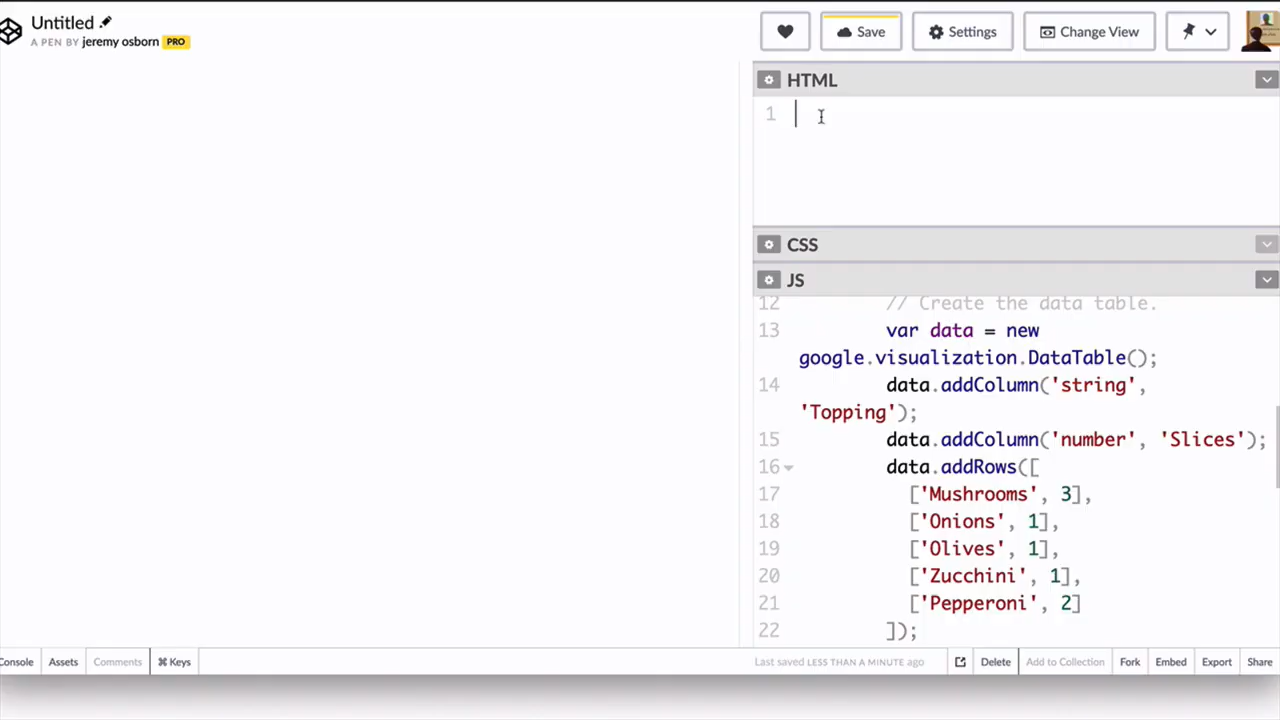 Untitled
A PEN BY jeremy osborn PRO
Save
Settings
Change View
HTML
1
CSS
JS
12 // Create the data table.
13 var data = new
google.visualization.DataTable();
14 data.addColumn('string',
'Topping');
15 data.addColumn('number', 'Slices');
16 data.addRows([
17 ['Mushrooms', 3],
18 ['Onions', 1],
19 ['Olives', 1],
20 ['Zucchini', 1],
21 ['Pepperoni', 2]
22 ]);
Console Assets Comments ⌘ Keys Last saved LESS THAN A MINUTE ago Delete Add to Collection Fork Embed Export Share